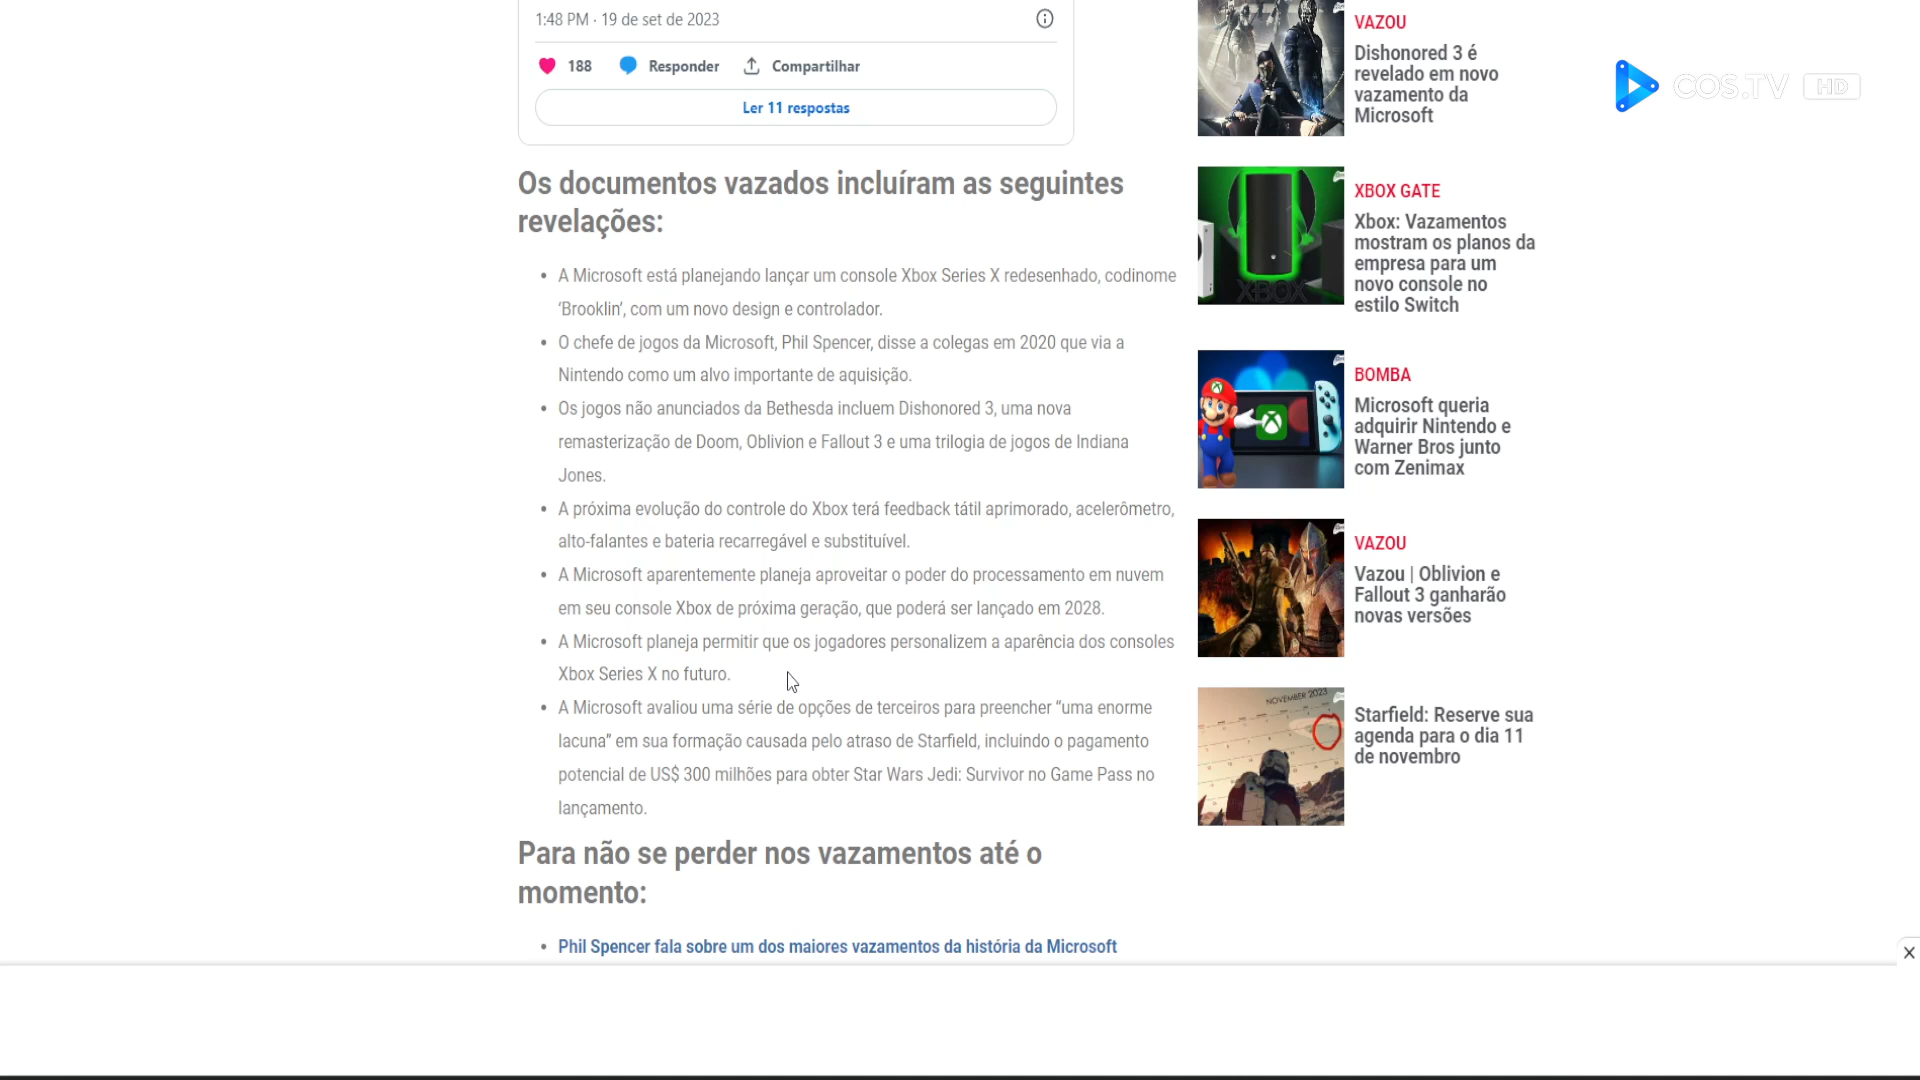 1:48 PM · 19 de set de 2023
188
Responder
Compartilhar
Ler 11 respostas
Os documentos vazados incluíram as seguintes
revelações:
• A Microsoft está planejando lançar um console Xbox Series X redesenhado, codinome
‘Brooklin’, com um novo design e controlador.
• O chefe de jogos da Microsoft, Phil Spencer, disse a colegas em 2020 que via a
Nintendo como um alvo importante de aquisição.
• Os jogos não anunciados da Bethesda incluem Dishonored 3, uma nova
remasterização de Doom, Oblivion e Fallout 3 e uma trilogia de jogos de Indiana
Jones.
• A próxima evolução do controle do Xbox terá feedback tátil aprimorado, acelerômetro,
alto-falantes e bateria recarregável e substituível.
• A Microsoft aparentemente planeja aproveitar o poder do processamento em nuvem
em seu console Xbox de próxima geração, que poderá ser lançado em 2028.
• A Microsoft planeja permitir que os jogadores personalizem a aparência dos consoles
Xbox Series X no futuro.
• A Microsoft avaliou uma série de opções de terceiros para preencher “uma enorme
lacuna” em sua formação causada pelo atraso de Starfield, incluindo o pagamento
potencial de US$ 300 milhões para obter Star Wars Jedi: Survivor no Game Pass no
lançamento.
Para não se perder nos vazamentos até o
momento:
• Phil Spencer fala sobre um dos maiores vazamentos da história da Microsoft
VAZOU
Dishonored 3 é
revelado em novo
vazamento da
Microsoft
XBOX
XBOX GATE
Xbox: Vazamentos
mostram os planos da
empresa para um
novo console no
estilo Switch
BOMBA
Microsoft queria
adquirir Nintendo e
Warner Bros junto
com Zenimax
VAZOU
Vazou | Oblivion e
Fallout 3 ganharão
novas versões
NOVEMBER 2023
Starfield: Reserve sua
agenda para o dia 11
de novembro
COS.TV HD